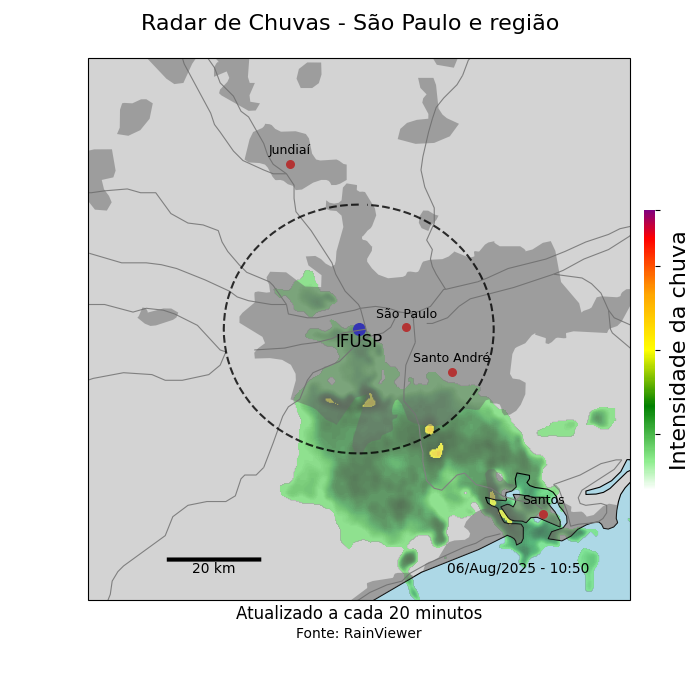 Radar de Chuvas - São Paulo e região
Jundiaí
São Paulo
IFUSP
Santo André
Intensidade da chuva
Santos
20 km
06/Aug/2025 - 10:50
Atualizado a cada 20 minutos
Fonte: RainViewer